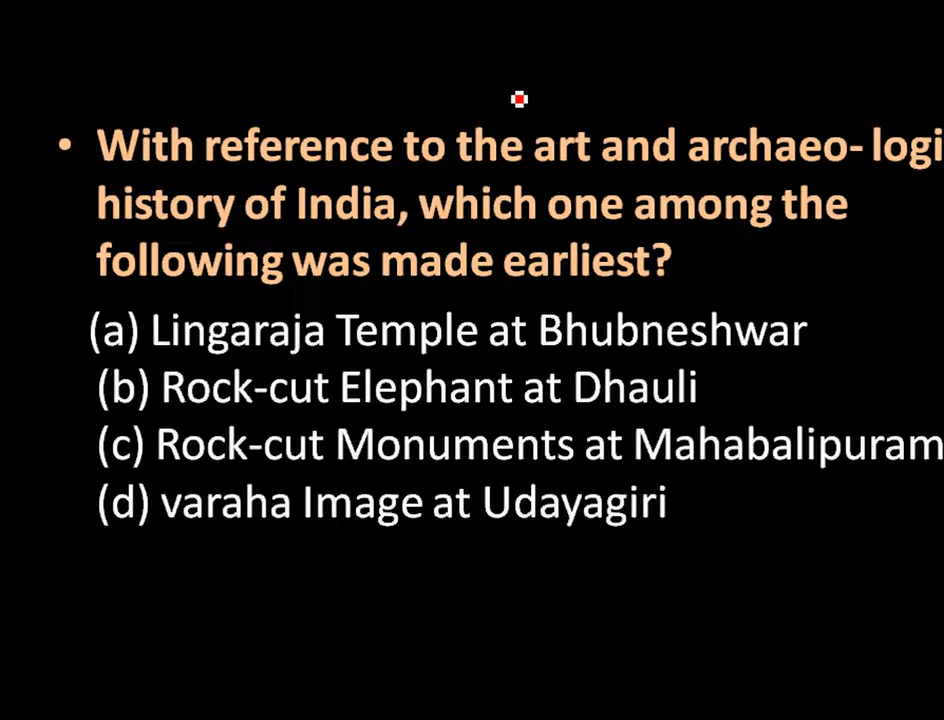 • With reference to the art and archaeo- logi
history of India, which one among the
following was made earliest?
(a) Lingaraja Temple at Bhubneshwar
(b) Rock-cut Elephant at Dhauli
(c) Rock-cut Monuments at Mahabalipuram
(d) varaha Image at Udayagiri